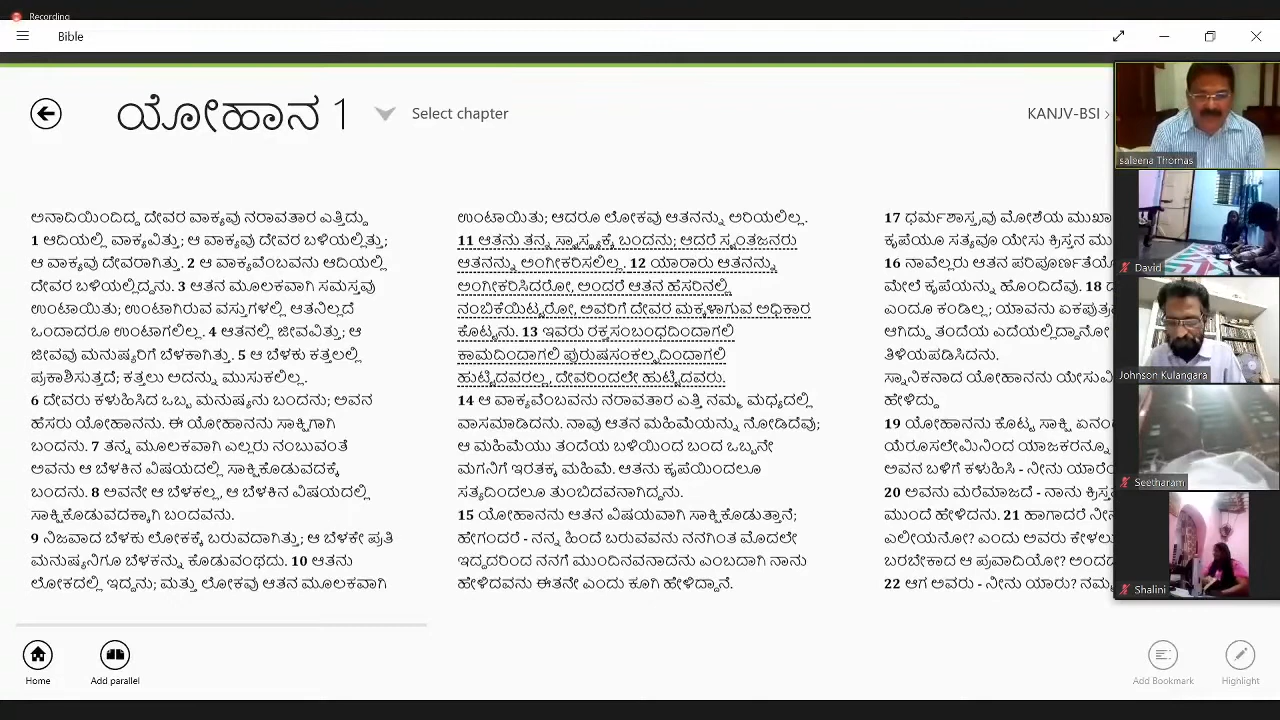 Recording
Bible
ಯೋಹಾನ 1
Select chapter
KANJV-BSI
ಅನಾದಿಯಿಂದಿದ್ದ ದೇವರ ವಾಕ್ಯವು ನರಾವತಾರ ಎತ್ತಿದ್ದು
1 ಆದಿಯಲ್ಲಿ ವಾಕ್ಯವಿತ್ತು; ಆ ವಾಕ್ಯವು ದೇವರ ಬಳಿಯಲ್ಲಿತ್ತು;
ಆ ವಾಕ್ಯವು ದೇವರಾಗಿತ್ತು. 2 ಆ ವಾಕ್ಯವೆಂಬವನು ಆದಿಯಲ್ಲಿ
ದೇವರ ಬಳಿಯಲ್ಲಿದ್ದನು. 3 ಆತನ ಮೂಲಕವಾಗಿ ಸಮಸ್ತವು
ಉಂಟಾಯಿತು; ಉಂಟಾಗಿರುವ ವಸ್ತುಗಳಲ್ಲಿ ಆತನಿಲ್ಲದೆ
ಒಂದಾದರೂ ಉಂಟಾಗಲಿಲ್ಲ. 4 ಆತನಲ್ಲಿ ಜೀವವಿತ್ತು; ಆ
ಜೀವವು ಮನುಷ್ಯರಿಗೆ ಬೆಳಕಾಗಿತ್ತು. 5 ಆ ಬೆಳಕು ಕತ್ತಲಲ್ಲಿ
ಪ್ರಕಾಶಿಸುತ್ತದೆ; ಕತ್ತಲು ಅದನ್ನು ಮುಸುಕಲಿಲ್ಲ.
6 ದೇವರು ಕಳುಹಿಸಿದ ಒಬ್ಬ ಮನುಷ್ಯನು ಬಂದನು; ಅವನ
ಹೆಸರು ಯೋಹಾನನು. ಈ ಯೋಹಾನನು ಸಾಕ್ಷಿಗಾಗಿ
ಬಂದನು. 7 ತನ್ನ ಮೂಲಕವಾಗಿ ಎಲ್ಲರು ನಂಬುವಂತೆ
ಅವನು ಆ ಬೆಳಕಿನ ವಿಷಯದಲ್ಲಿ ಸಾಕ್ಷಿಕೊಡುವದಕ್ಕೆ
ಬಂದನು. 8 ಅವನೇ ಆ ಬೆಳಕಲ್ಲ, ಆ ಬೆಳಕಿನ ವಿಷಯದಲ್ಲಿ
ಸಾಕ್ಷಿಕೊಡುವದಕ್ಕಾಗಿ ಬಂದವನು.
9 ನಿಜವಾದ ಬೆಳಕು ಲೋಕಕ್ಕೆ ಬರುವದಾಗಿತ್ತು; ಆ ಬೆಳಕೇ ಪ್ರತಿ
ಮನುಷ್ಯನಿಗೂ ಬೆಳಕನ್ನು ಕೊಡುವಂಥದು. 10 ಆತನು
ಲೋಕದಲ್ಲಿ ಇದ್ದನು; ಮತ್ತು ಲೋಕವು ಆತನ ಮೂಲಕವಾಗಿ
ಉಂಟಾಯಿತು; ಆದರೂ ಲೋಕವು ಆತನನ್ನು ಅರಿಯಲಿಲ್ಲ.
11 ಆತನು ತನ್ನ ಸ್ವಾಸ್ತ್ಯಕ್ಕೆ ಬಂದನು; ಆದರೆ ಸ್ವಂತಜನರು
ಆತನನ್ನು ಅಂಗೀಕರಿಸಲಿಲ್ಲ. 12 ಯಾರಾರು ಆತನನ್ನು
ಅಂಗೀಕರಿಸಿದರೋ, ಅಂದರೆ ಆತನ ಹೆಸರಿನಲ್ಲಿ
ನಂಬಿಕೆಯಿಟ್ಟರೋ, ಅವರಿಗೆ ದೇವರ ಮಕ್ಕಳಾಗುವ ಅಧಿಕಾರ
ಕೊಟ್ಟನು. 13 ಇವರು ರಕ್ತಸಂಬಂಧದಿಂದಾಗಲಿ
ಕಾಮದಿಂದಾಗಲಿ ಪುರುಷಸಂಕಲ್ಪದಿಂದಾಗಲಿ
ಹುಟ್ಟಿದವರಲ್ಲ, ದೇವರಿಂದಲೇ ಹುಟ್ಟಿದವರು.
14 ಆ ವಾಕ್ಯವೆಂಬವನು ನರಾವತಾರ ಎತ್ತಿ ನಮ್ಮ ಮಧ್ಯದಲ್ಲಿ
ವಾಸಮಾಡಿದನು. ನಾವು ಆತನ ಮಹಿಮೆಯನ್ನು ನೋಡಿದೆವು;
ಆ ಮಹಿಮೆಯು ತಂದೆಯ ಬಳಿಯಿಂದ ಬಂದ ಒಬ್ಬನೇ
ಮಗನಿಗೆ ಇರತಕ್ಕ ಮಹಿಮೆ. ಆತನು ಕೃಪೆಯಿಂದಲೂ
ಸತ್ಯದಿಂದಲೂ ತುಂಬಿದವನಾಗಿದ್ದನು.
15 ಯೋಹಾನನು ಆತನ ವಿಷಯವಾಗಿ ಸಾಕ್ಷಿಕೊಡುತ್ತಾನೆ;
ಹೇಗಂದರೆ - ನನ್ನ ಹಿಂದೆ ಬರುವವನು ನನಗಿಂತ ಮೊದಲೇ
ಇದ್ದದರಿಂದ ನನಗೆ ಮುಂದಿನವನಾದನು ಎಂಬದಾಗಿ ನಾನು
ಹೇಳಿದವನು ಈತನೇ ಎಂದು ಕೂಗಿ ಹೇಳಿದ್ದಾನೆ.
17 ಧರ್ಮಶಾಸ್ತ್ರವು ಮೋಶೆಯ ಮುಖಾ
ಕೃಪೆಯೂ ಸತ್ಯವೂ ಯೇಸು ಕ್ರಿಸ್ತನ ಮು
16 ನಾವೆಲ್ಲರು ಆತನ ಪರಿಪೂರ್ಣತೆಯೊ
ಮೇಲೆ ಕೃಪೆಯನ್ನು ಹೊಂದಿದೆವು. 18 ದ
ಎಂದೂ ಕಂಡಿಲ್ಲ; ಯಾವನು ಏಕಪುತ್ರ
ಆಗಿದ್ದು ತಂದೆಯ ಎದೆಯಲ್ಲಿದ್ದಾನೋ
ತಿಳಿಯಪಡಿಸಿದನು.
ಸ್ನಾನಿಕನಾದ ಯೋಹಾನನು ಯೇಸುವಿ
ಹೇಳಿದ್ದು
19 ಯೋಹಾನನು ಕೊಟ್ಟ ಸಾಕ್ಷಿ ಏನಂ
ಯೆರೂಸಲೇಮಿನಿಂದ ಯಾಜಕರನ್ನೂ
ಅವನ ಬಳಿಗೆ ಕಳುಹಿಸಿ - ನೀನು ಯಾರೆಂ
20 ಅವನು ಮರೆಮಾಜದೆ - ನಾನು ಕ್ರಿಸ್ತ
ಮುಂದೆ ಹೇಳಿದನು. 21 ಹಾಗಾದರೆ ನೀ
ಎಲೀಯನೋ? ಎಂದು ಅವರು ಕೇಳಲು
ಬರಬೇಕಾದ ಆ ಪ್ರವಾದಿಯೋ? ಅಂದದ
22 ಆಗ ಅವರು - ನೀನು ಯಾರು? ನಮ್ಮ
saleena Thomas
David
Johnson Kulangara
Seetharam
Shalini
Home
Add parallel
Add Bookmark
Highlight